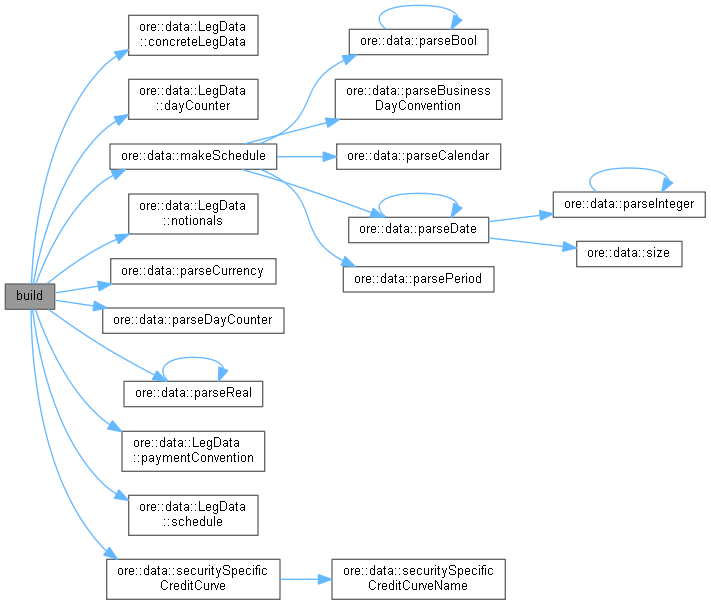 build
ore::data::LegData
::concreteLegData
ore::data::LegData
::dayCounter
ore::data::makeSchedule
ore::data::LegData
::notionals
ore::data::parseCurrency
ore::data::parseDayCounter
ore::data::parseReal
ore::data::LegData
::paymentConvention
ore::data::LegData
::schedule
ore::data::securitySpecific
CreditCurve
ore::data::parseBool
ore::data::parseBusiness
DayConvention
ore::data::parseCalendar
ore::data::parseDate
ore::data::parsePeriod
ore::data::parseInteger
ore::data::size
ore::data::securitySpecific
CreditCurveName